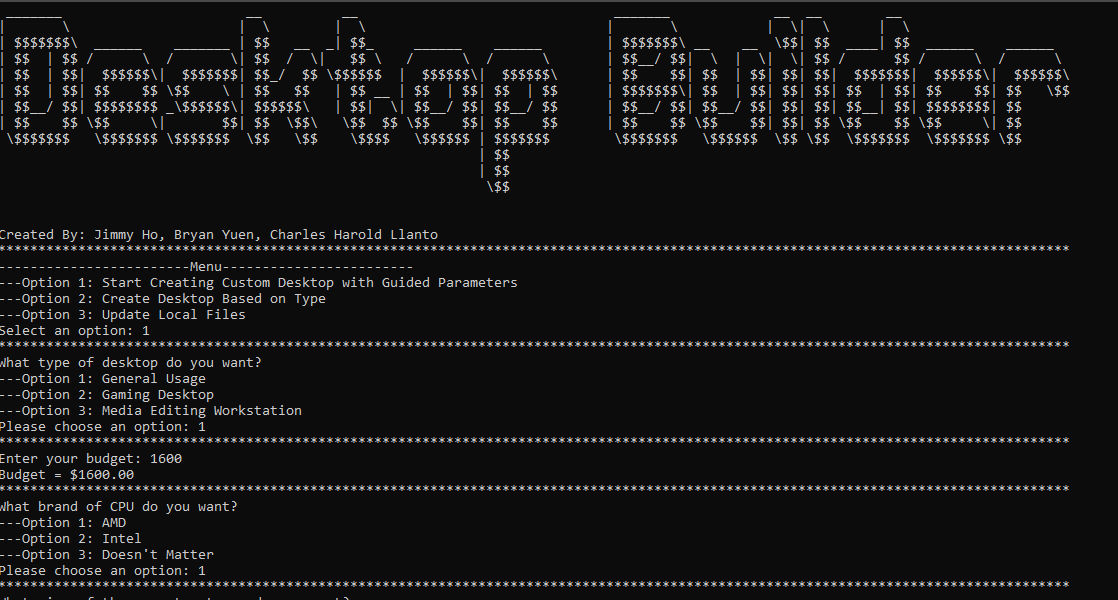 Desktop Builder
Created By: Jimmy Ho, Bryan Yuen, Charles Harold Llanto
**************************************************************************************************************************************
------------------------Menu------------------------
---Option 1: Start Creating Custom Desktop with Guided Parameters
---Option 2: Create Desktop Based on Type
---Option 3: Update Local Files
Select an option: 1
**************************************************************************************************************************************
What type of desktop do you want?
---Option 1: General Usage
---Option 2: Gaming Desktop
---Option 3: Media Editing Workstation
Please choose an option: 1
**************************************************************************************************************************************
Enter your budget: 1600
Budget = $1600.00
**************************************************************************************************************************************
What brand of CPU do you want?
---Option 1: AMD
---Option 2: Intel
---Option 3: Doesn't Matter
Please choose an option: 1
**************************************************************************************************************************************